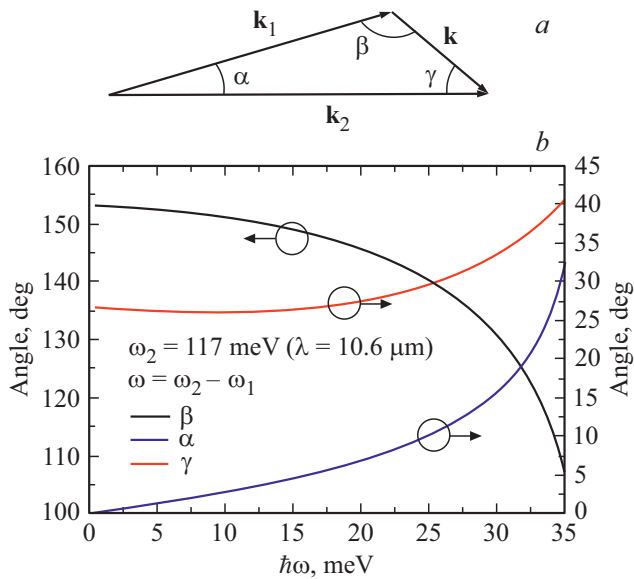 a
k₁
β
k
α
γ
k₂
b
160
150
140
130
120
110
100
Angle, deg
45
40
35
30
25
20
15
10
5
0
Angle, deg
ω₂ = 117 meV (λ = 10.6 μm)
ω = ω₂ – ω₁
β
α
γ
0 5 10 15 20 25 30 35
ℏω, meV